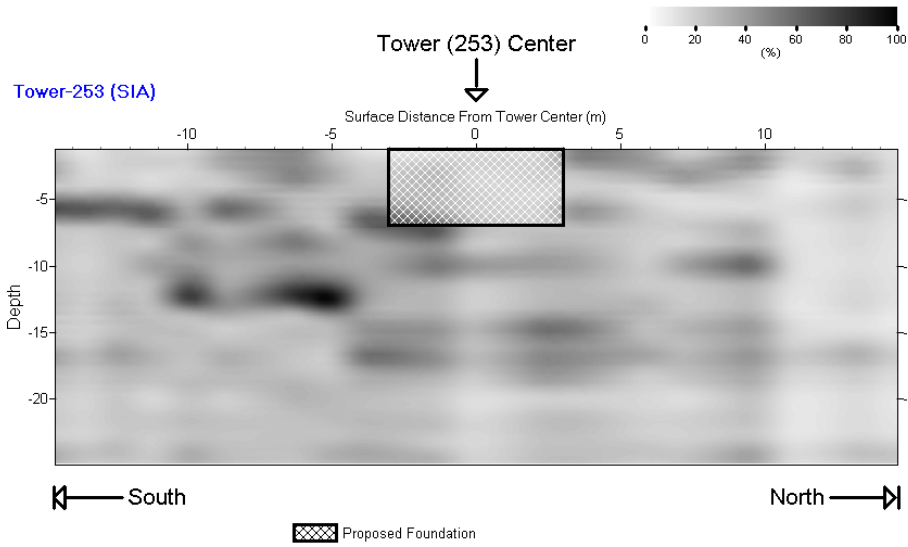 0 20 40 60 80 100
(%)
Tower (253) Center
Tower-253 (SIA)
Surface Distance From Tower Center (m)
-10 -5 0 5 10
-5
-10
-15
-20
Depth
South
North
Proposed Foundation